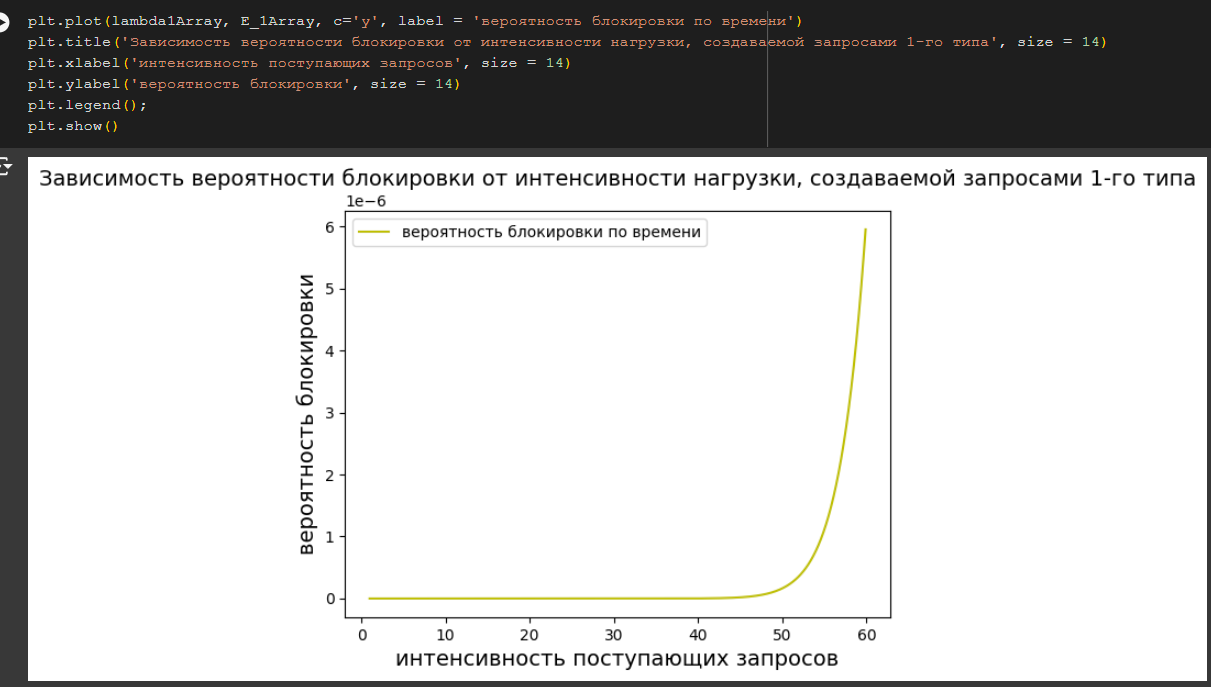 plt.plot(lambda1Array, E_1Array, c='y', label = 'вероятность блокировки по времени')
plt.title('Зависимость вероятности блокировки от интенсивности нагрузки, создаваемой запросами 1-го типа', size = 14)
plt.xlabel('интенсивность поступающих запросов', size = 14)
plt.ylabel('вероятность блокировки', size = 14)
plt.legend();
plt.show()
Зависимость вероятности блокировки от интенсивности нагрузки, создаваемой запросами 1-го типа
1e−6
вероятность блокировки по времени
6
5
4
3
2
1
0
вероятность блокировки
0 10 20 30 40 50 60
интенсивность поступающих запросов